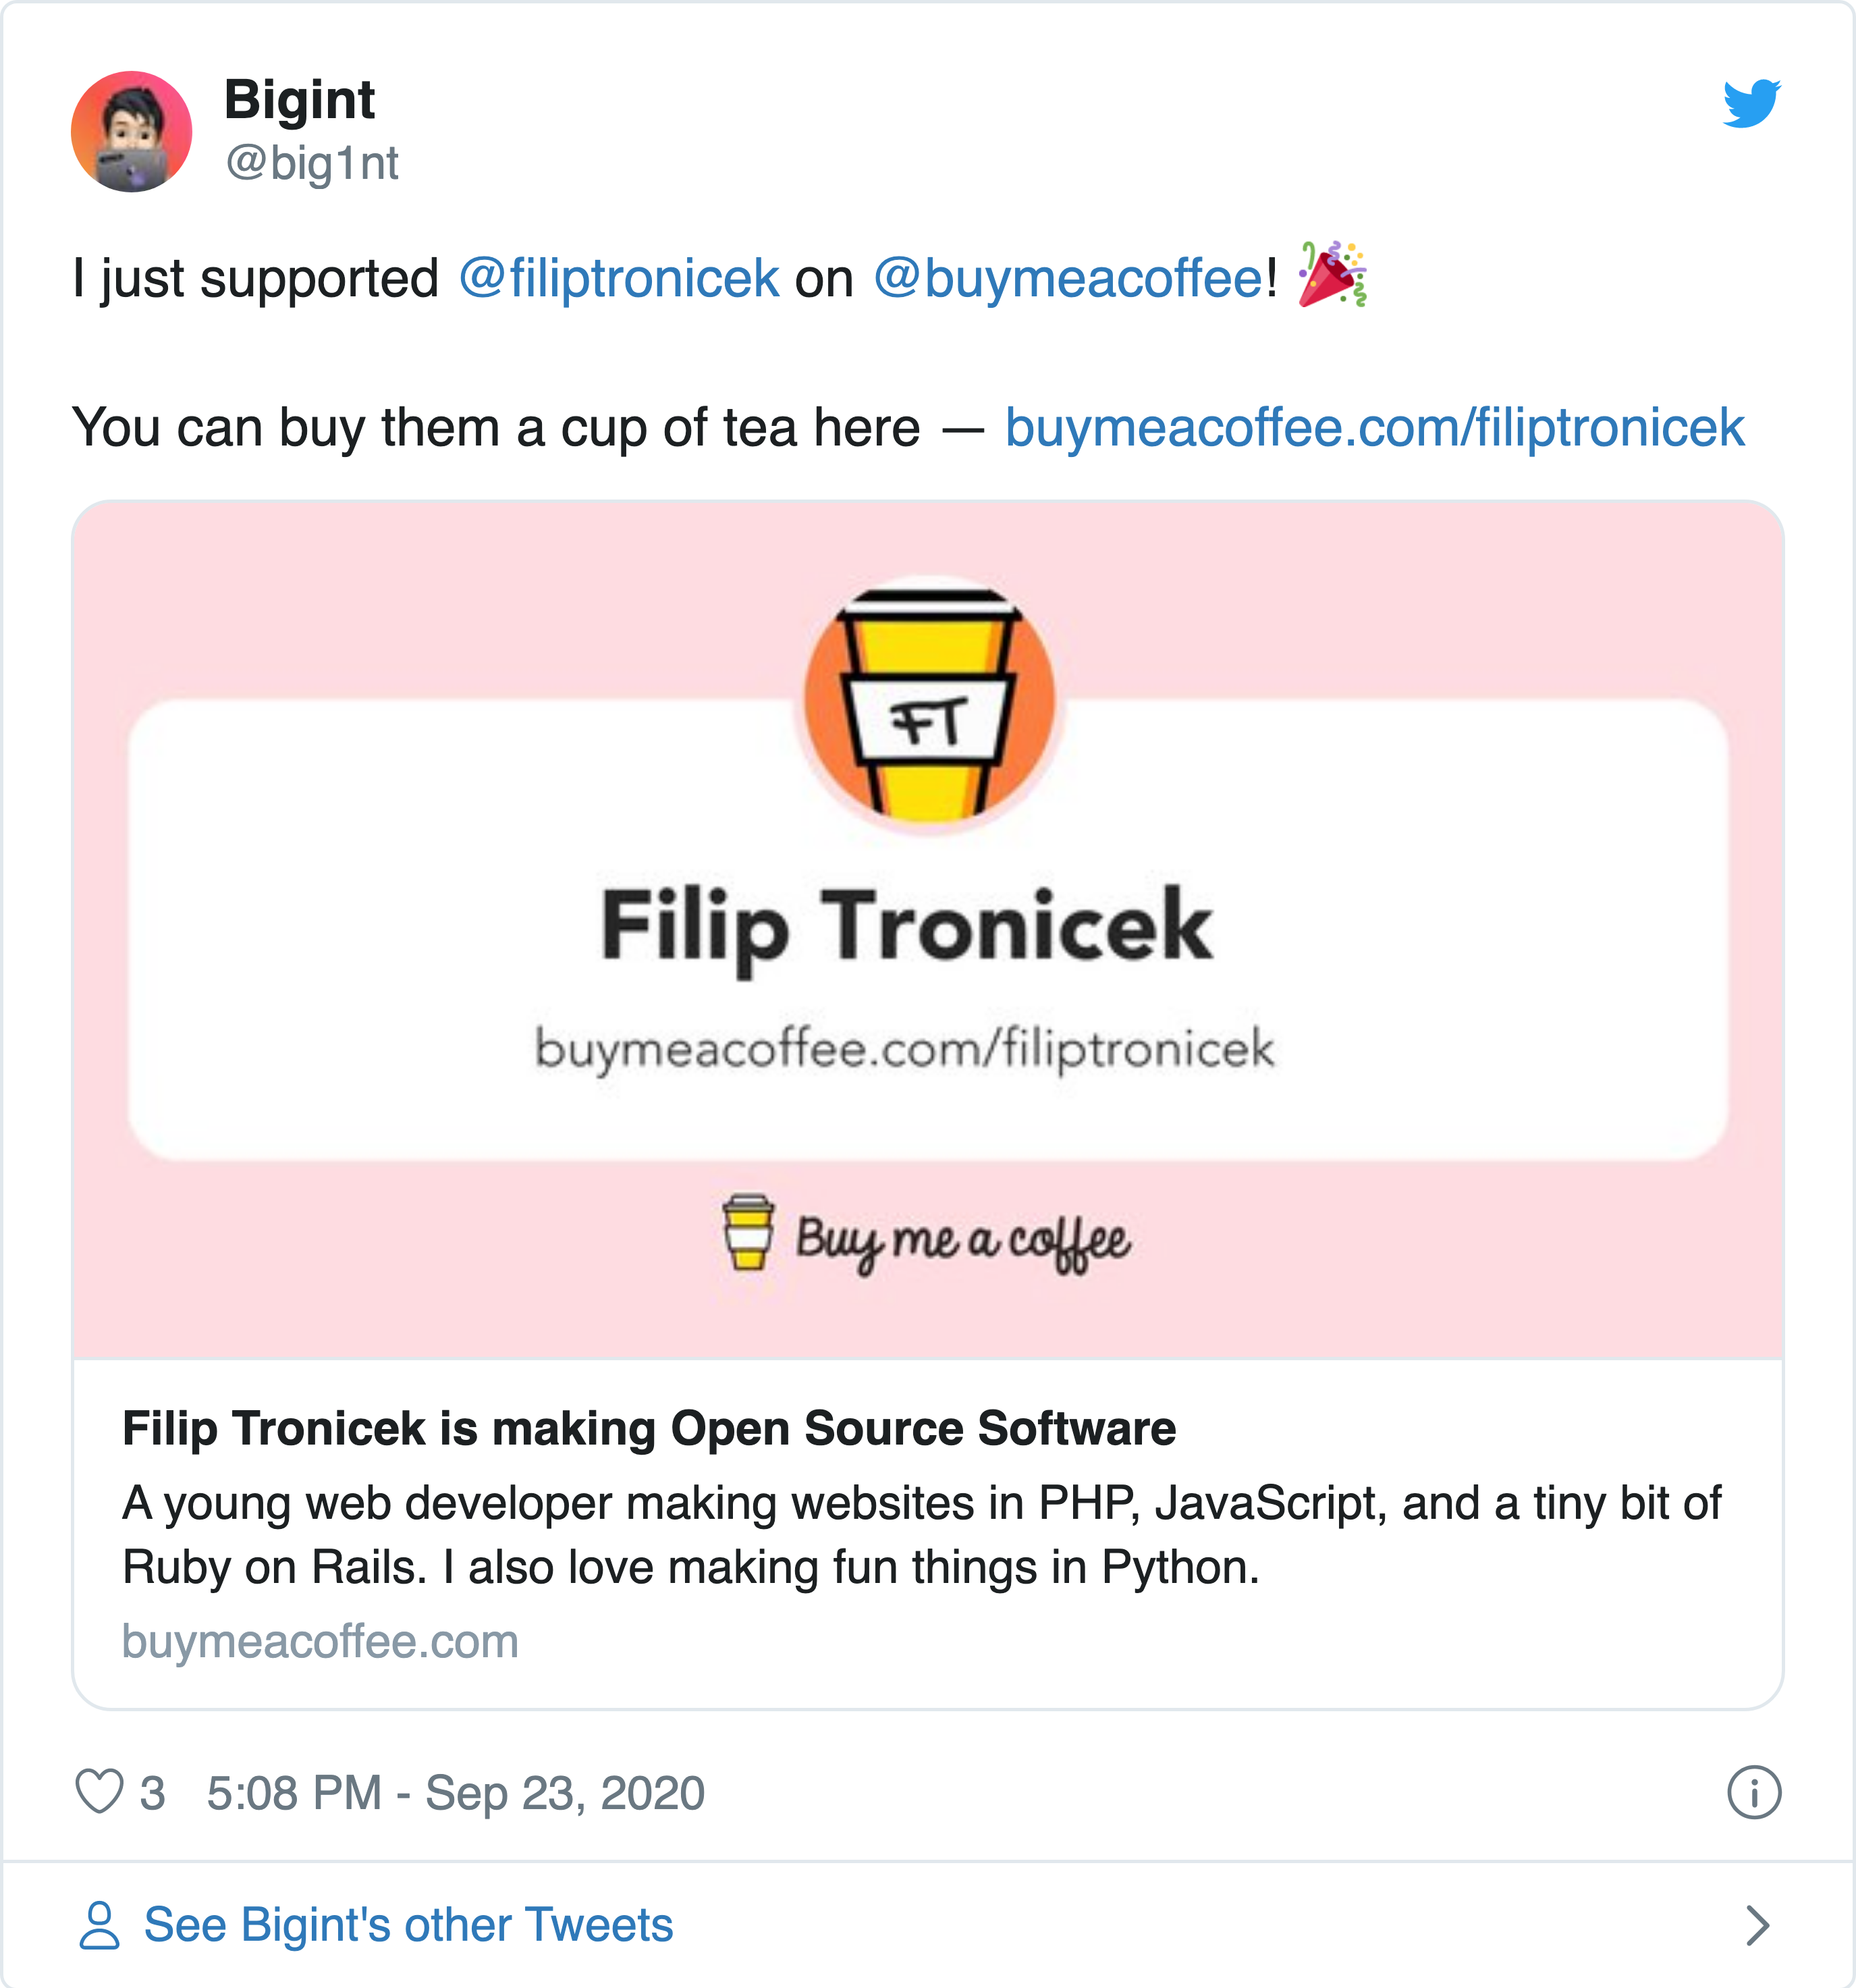 Bigint
@big1nt
I just supported @filiptronicek on @buymeacoffee! 🎉
You can buy them a cup of tea here — buymeacoffee.com/filiptronicek
FT
Filip Tronicek
buymeacoffee.com/filiptronicek
Buy me a coffee
Filip Tronicek is making Open Source Software
A young web developer making websites in PHP, JavaScript, and a tiny bit of
Ruby on Rails. I also love making fun things in Python.
buymeacoffee.com
3 5:08 PM - Sep 23, 2020
See Bigint's other Tweets